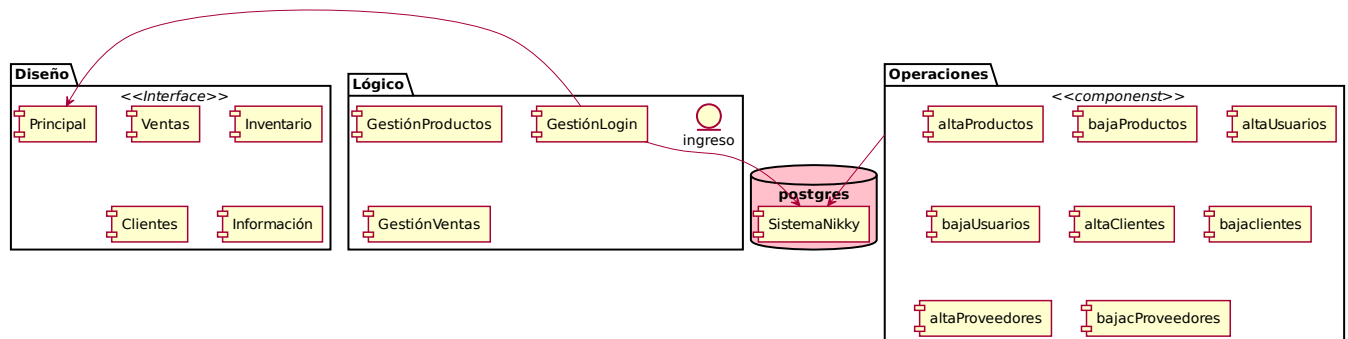 Diseño
<<Interface>>
Principal
Ventas
Inventario
Clientes
Información
Lógico
GestiónProductos
GestiónLogin
ingreso
GestiónVentas
postgres
SistemaNikky
Operaciones
<<componenst>>
altaProductos
bajaProductos
altaUsuarios
bajaUsuarios
altaClientes
bajaclientes
altaProveedores
bajacProveedores